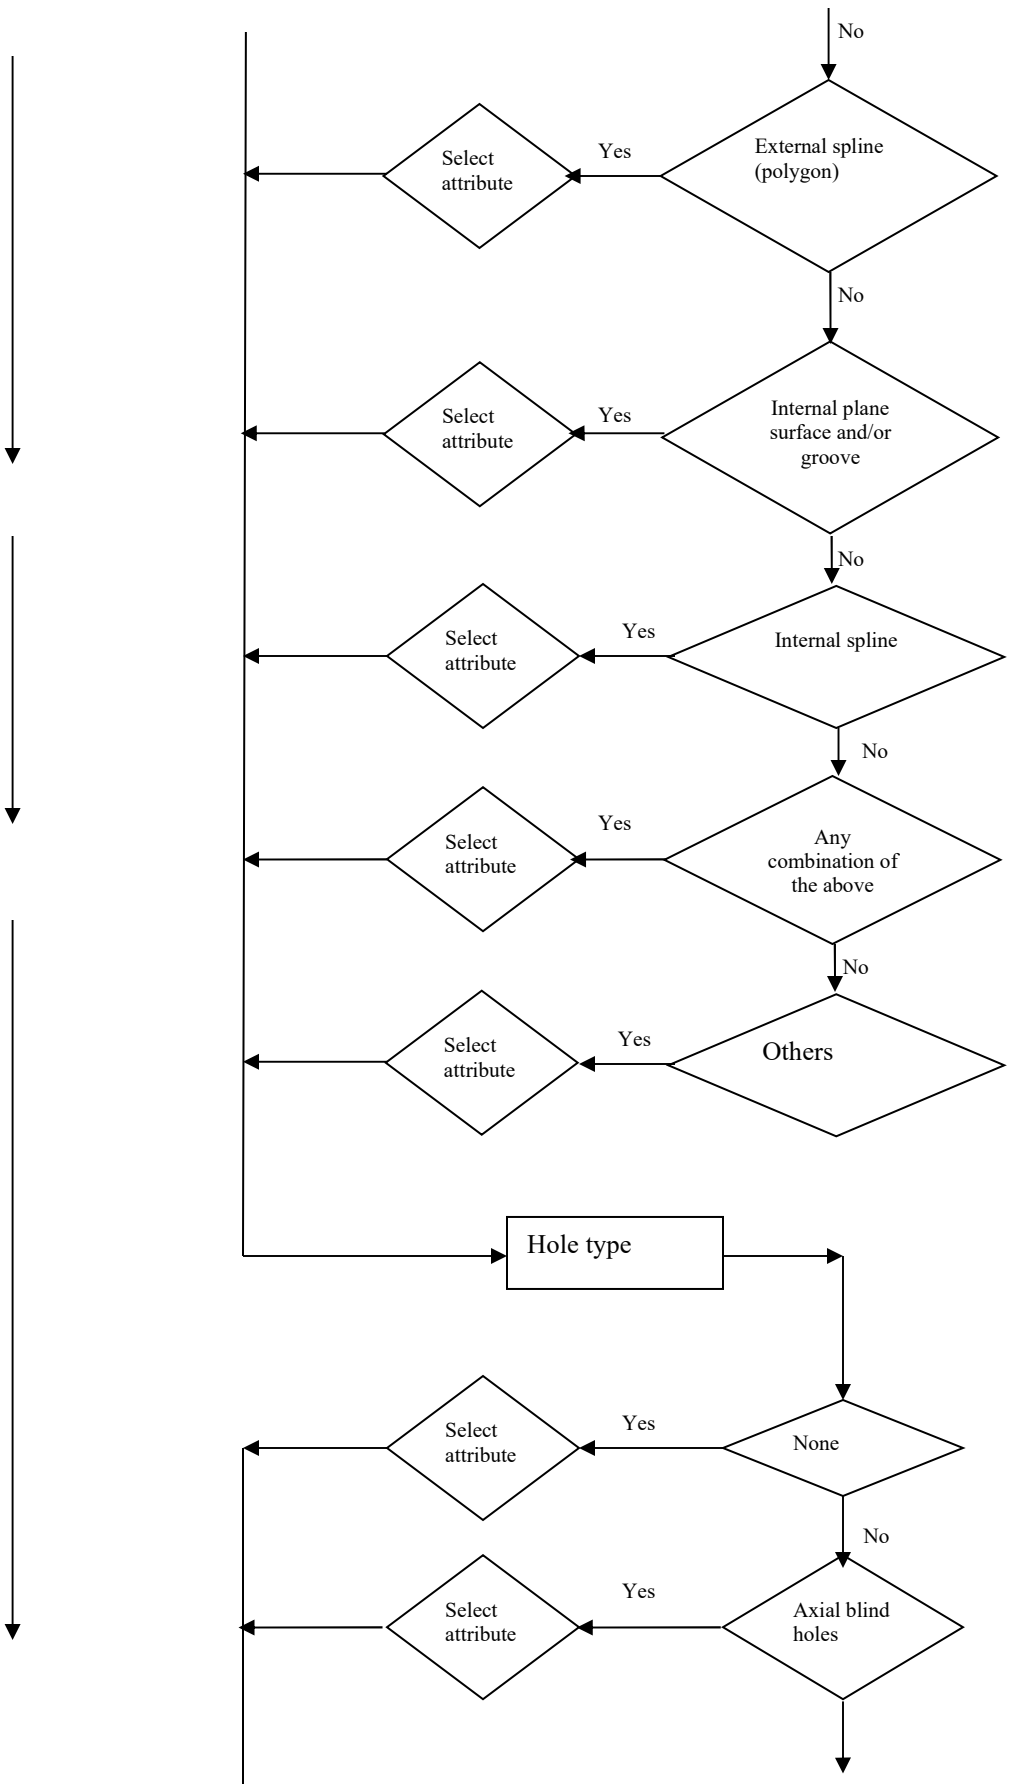 No
External spline
(polygon)
Yes
Select
attribute
No
Internal plane
surface and/or
groove
Yes
Select
attribute
No
Internal spline
Yes
Select
attribute
No
Any
combination of
the above
Yes
Select
attribute
No
Others
Yes
Select
attribute
Hole type
None
Yes
Select
attribute
No
Axial blind
holes
Yes
Select
attribute